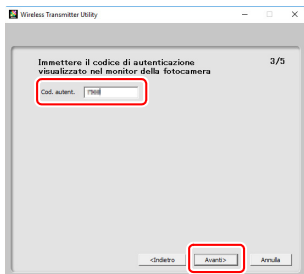 Wireless Transmitter Utility
Immettere il codice di autenticazione
visualizzato nel monitor della fotocamera
3/5
Cod. autent.
<Indietro
Avanti>
Annulla